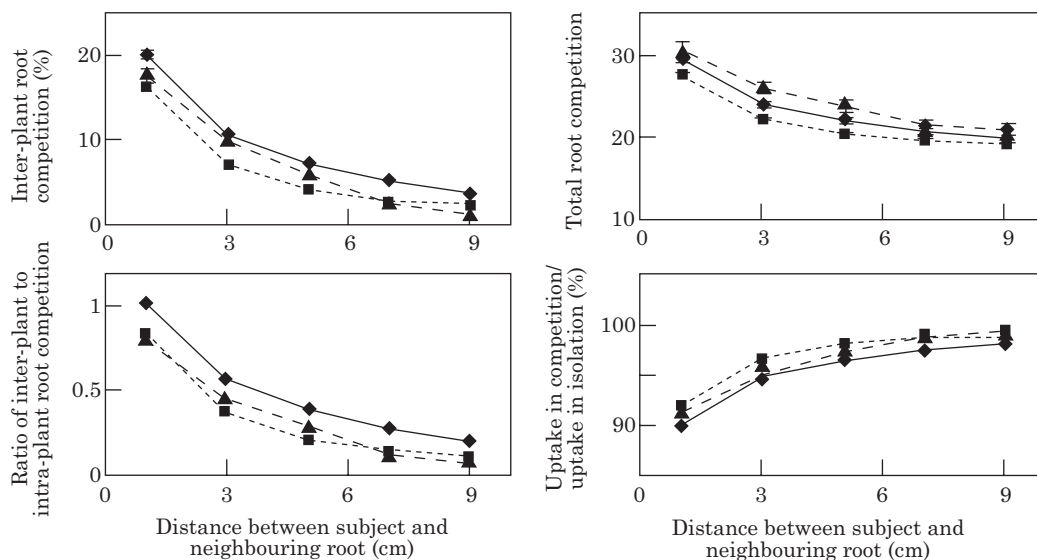 Inter-plant root
competition (%)
20
10
0
0
3
6
9
Total root competition
30
20
10
0
3
6
9
Ratio of inter-plant to
intra-plant root competition
1
0.5
0
0
3
6
9
Distance between subject and
neighbouring root (cm)
Uptake in competition/
uptake in isolation (%)
100
90
0
3
6
9
Distance between subject and
neighbouring root (cm)